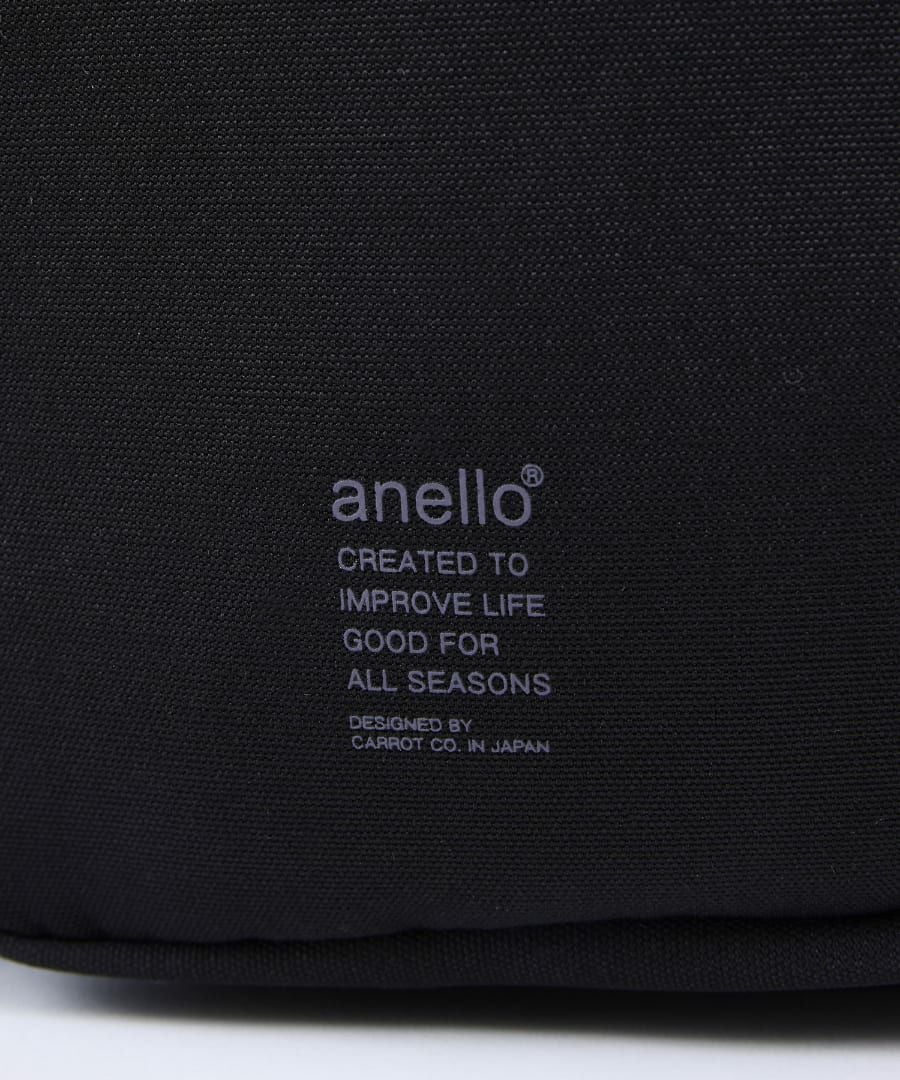 anello®
CREATED TO
IMPROVE LIFE
GOOD FOR
ALL SEASONS
DESIGNED BY
CARROT CO. IN JAPAN